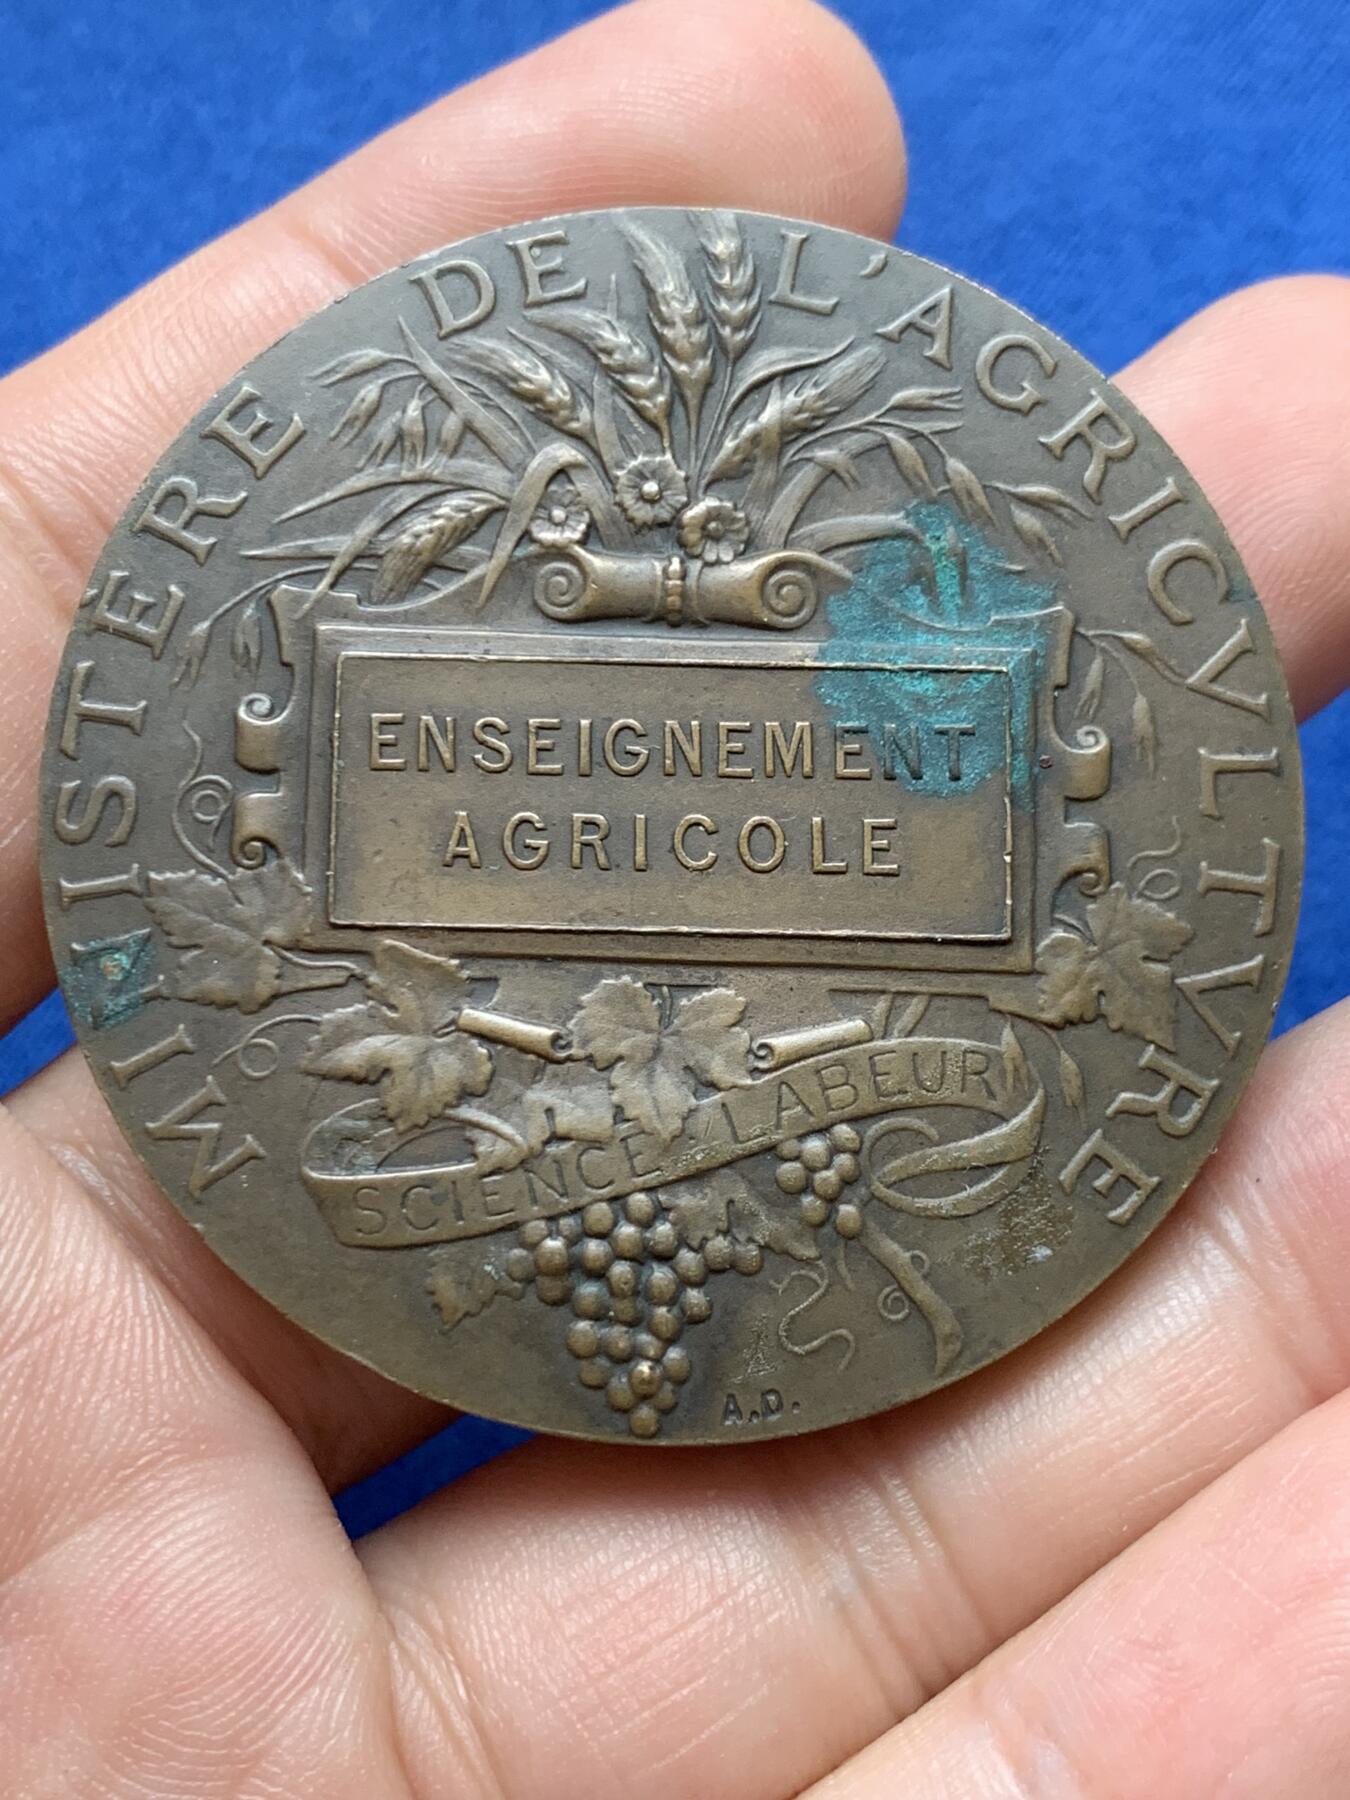 MINISTÈRE DE L'AGRICVLTVRE
ENSEIGNEMENT
AGRICOLE
SCIENCE LABEUR
A.D.